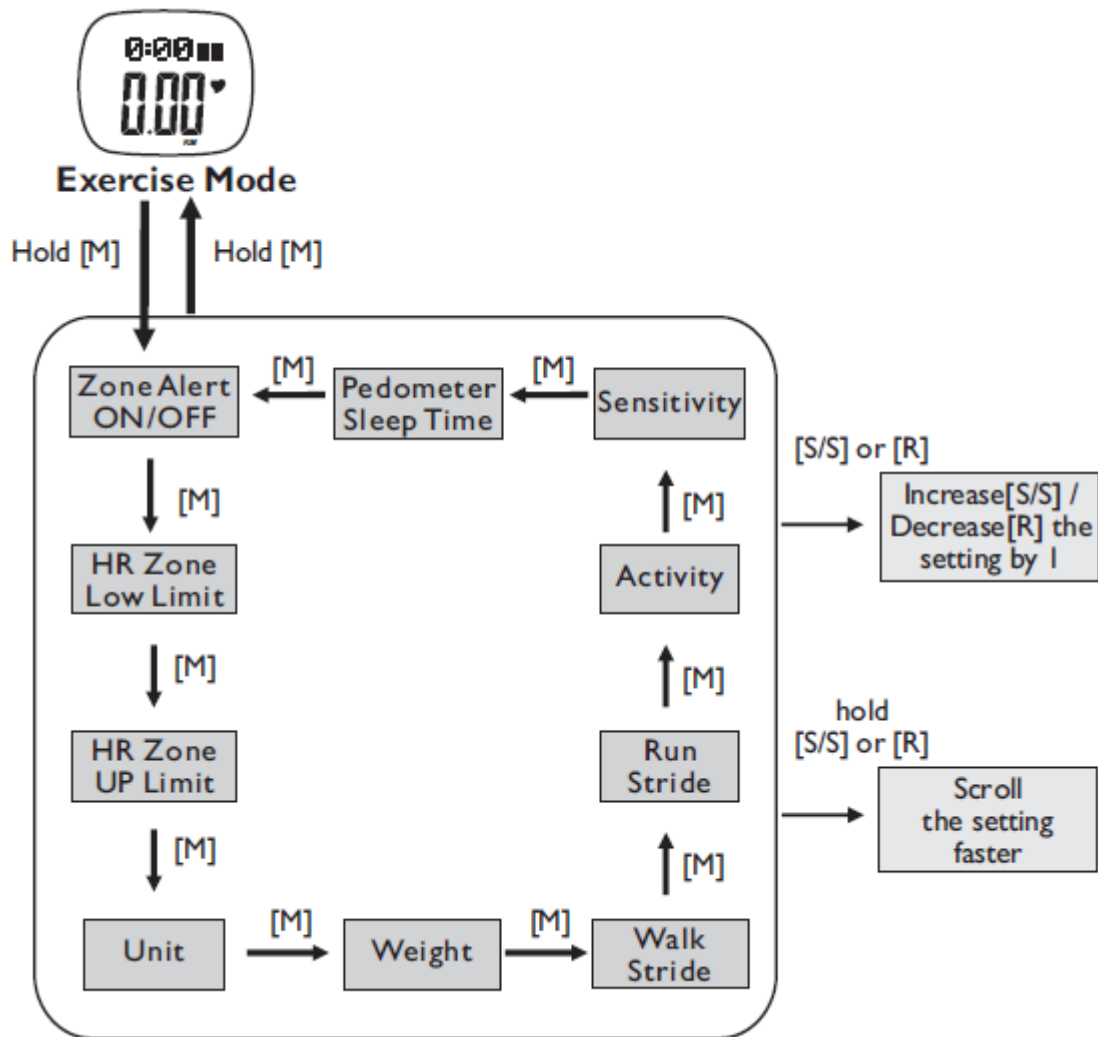 0:00
0.00
KM
Exercise Mode
Hold [M]
Hold [M]
Zone Alert
ON/OFF
[M]
Pedometer
Sleep Time
[M]
Sensitivity
[M]
[M]
HR Zone
Low Limit
Activity
[M]
[M]
HR Zone
UP Limit
Run
Stride
[M]
[M]
Unit
[M]
Weight
[M]
Walk
Stride
[S/S] or [R]
Increase[S/S] /
Decrease[R] the
setting by 1
hold
[S/S] or [R]
Scroll
the setting
faster